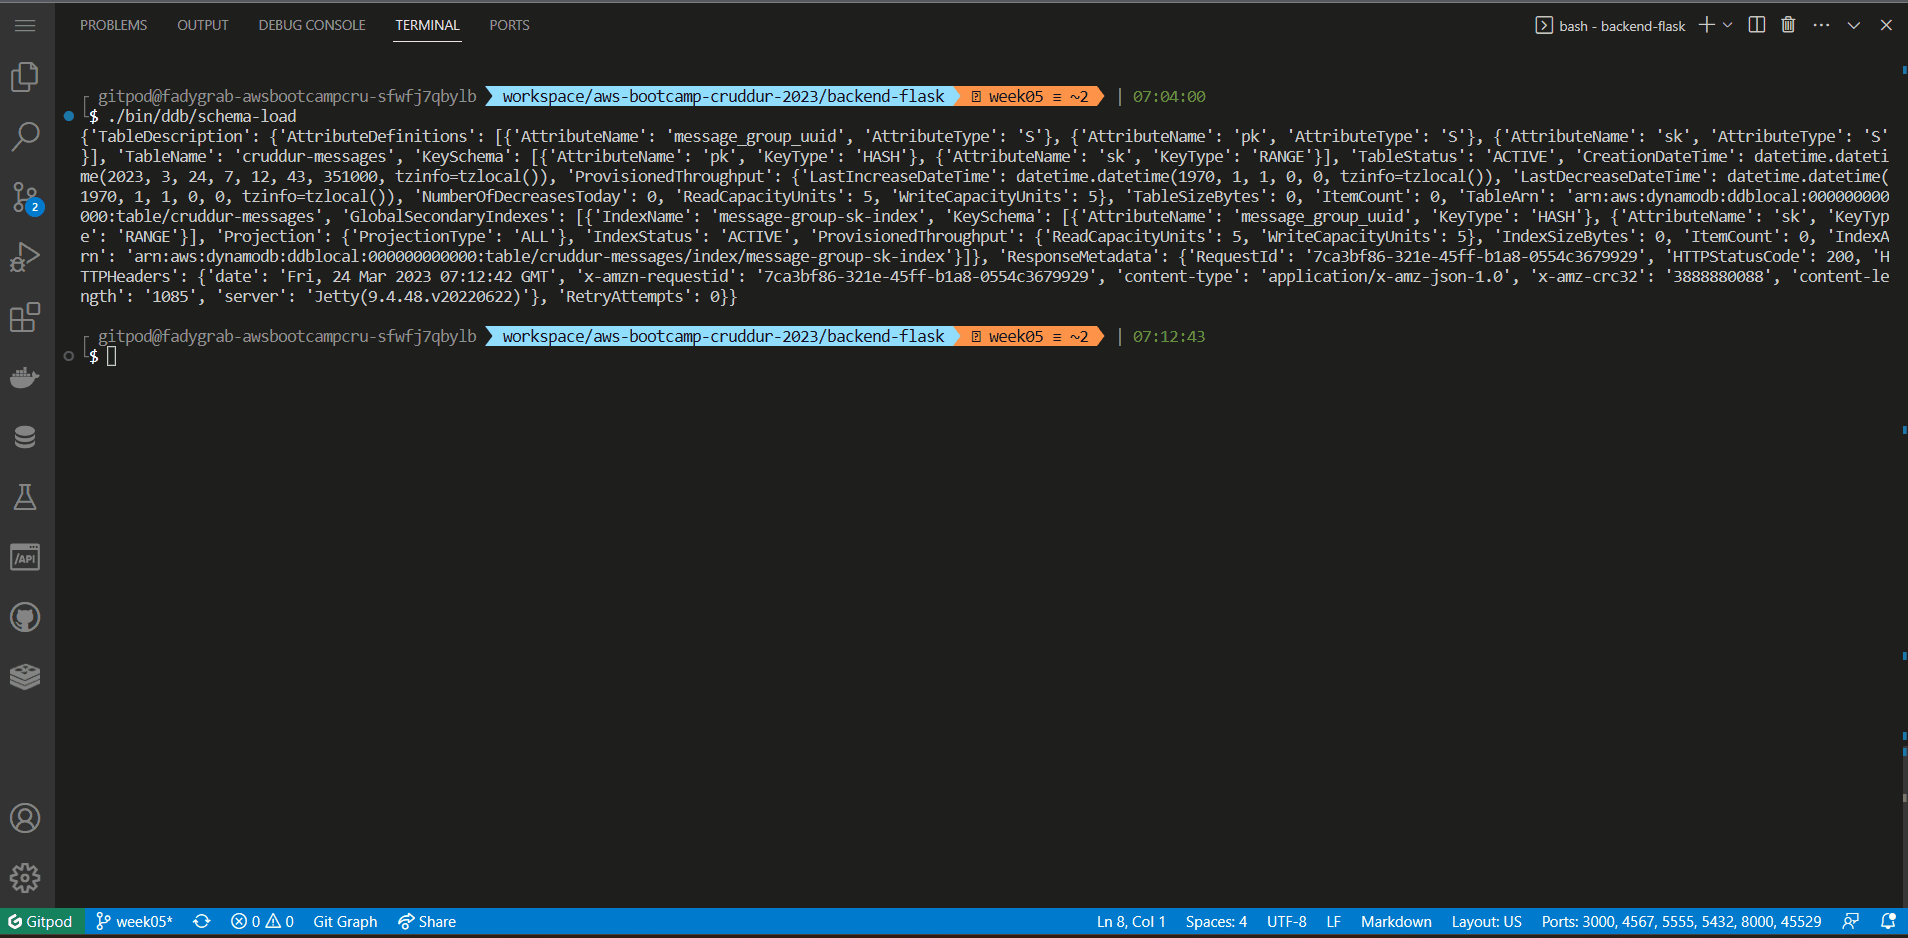 PROBLEMS OUTPUT DEBUG CONSOLE TERMINAL PORTS bash - backend-flask
gitpod@fadygrab-awsbootcampcru-sfwfj7qbylb workspace/aws-bootcamp-cruddur-2023/backend-flask week05 ≡ ~2 | 07:04:00
$ ./bin/ddb/schema-load
{'TableDescription': {'AttributeDefinitions': [{'AttributeName': 'message_group_uuid', 'AttributeType': 'S'}, {'AttributeName': 'pk', 'AttributeType': 'S'}, {'AttributeName': 'sk', 'AttributeType': 'S'
}], 'TableName': 'cruddur-messages', 'KeySchema': [{'AttributeName': 'pk', 'KeyType': 'HASH'}, {'AttributeName': 'sk', 'KeyType': 'RANGE'}], 'TableStatus': 'ACTIVE', 'CreationDateTime': datetime.dateti
me(2023, 3, 24, 7, 12, 43, 351000, tzinfo=tzlocal()), 'ProvisionedThroughput': {'LastIncreaseDateTime': datetime.datetime(1970, 1, 1, 0, 0, tzinfo=tzlocal()), 'LastDecreaseDateTime': datetime.datetime(
1970, 1, 1, 0, 0, tzinfo=tzlocal()), 'NumberOfDecreasesToday': 0, 'ReadCapacityUnits': 5, 'WriteCapacityUnits': 5}, 'TableSizeBytes': 0, 'ItemCount': 0, 'TableArn': 'arn:aws:dynamodb:ddblocal:000000000
000:table/cruddur-messages', 'GlobalSecondaryIndexes': [{'IndexName': 'message-group-sk-index', 'KeySchema': [{'AttributeName': 'message_group_uuid', 'KeyType': 'HASH'}, {'AttributeName': 'sk', 'KeyTyp
e': 'RANGE'}], 'Projection': {'ProjectionType': 'ALL'}, 'IndexStatus': 'ACTIVE', 'ProvisionedThroughput': {'ReadCapacityUnits': 5, 'WriteCapacityUnits': 5}, 'IndexSizeBytes': 0, 'ItemCount': 0, 'IndexA
rn': 'arn:aws:dynamodb:ddblocal:000000000000:table/cruddur-messages/index/message-group-sk-index'}]}, 'ResponseMetadata': {'RequestId': '7ca3bf86-321e-45ff-b1a8-0554c3679929', 'HTTPStatusCode': 200, 'H
TTPHeaders': {'date': 'Fri, 24 Mar 2023 07:12:42 GMT', 'x-amzn-requestid': '7ca3bf86-321e-45ff-b1a8-0554c3679929', 'content-type': 'application/x-amz-json-1.0', 'x-amz-crc32': '3888880088', 'content-le
ngth': '1085', 'server': 'Jetty(9.4.48.v20220622)'}, 'RetryAttempts': 0}}
gitpod@fadygrab-awsbootcampcru-sfwfj7qbylb workspace/aws-bootcamp-cruddur-2023/backend-flask week05 ≡ ~2 | 07:12:43
$
2
/API
Gitpod week05* 0 0 Git Graph Share Ln 8, Col 1 Spaces: 4 UTF-8 LF Markdown Layout: US Ports: 3000, 4567, 5555, 5432, 8000, 45529